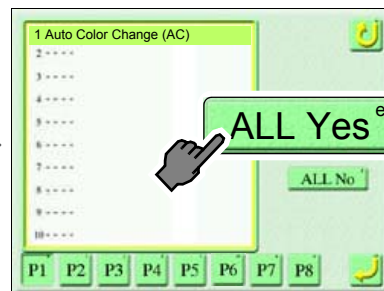 1 Auto Color Change (AC)
2 - - - -
3 - - - -
4 - - - -
5 - - - -
6 - - - -
7 - - - -
8 - - - -
9 - - - -
10 - - - -
ALL Yes e
ALL No
P1 P2 P3 P4 P5 P6 P7 P8